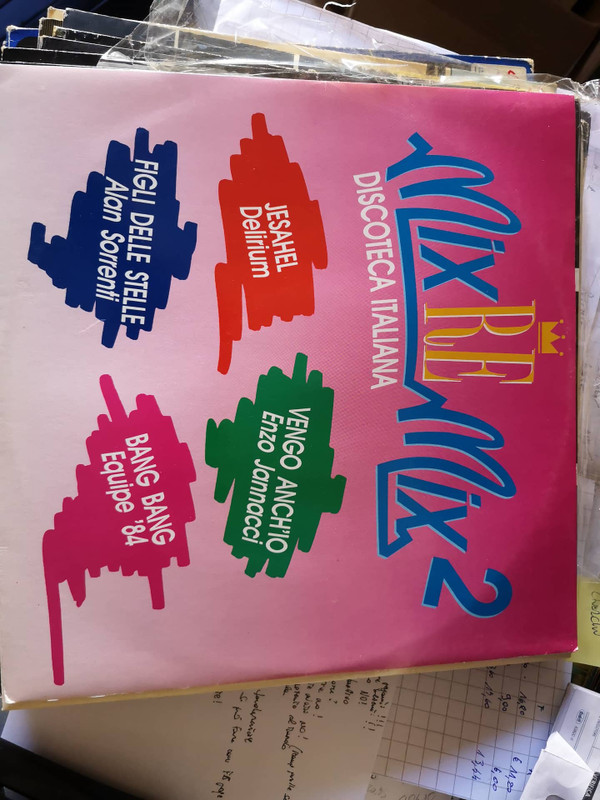 Mix RE Mix 2
DISCOTECA ITALIANA
JESAHEL
Delirium
VENGO ANCH'IO
Enzo Jannacci
FIGLI DELLE STELLE
Alan Sorrenti
BANG BANG
Equipe '84